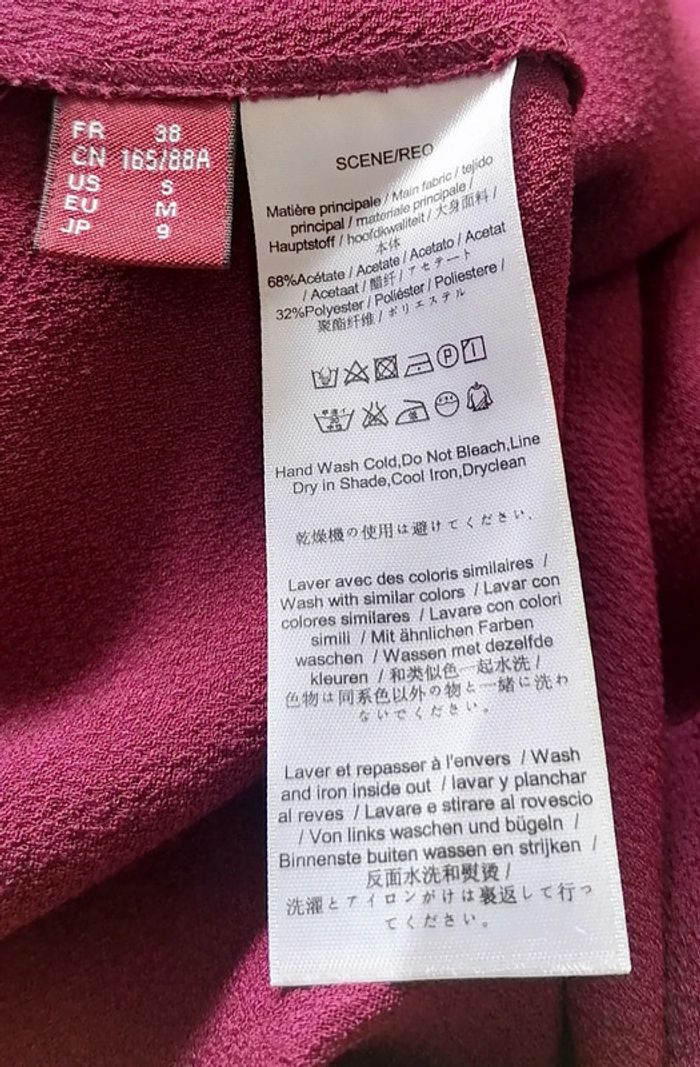 FR 38
CN 165/88A
US S
EU M
JP 9
SCENE/REO
Matière principale / Main fabric / tejido
principal / materiale principale /
Hauptstoff / hoofdkwaliteit / 大身面料 /
本体
68%Acétate / Acetate / Acetato / Acetat
/ Acetaat / 醋纤 / アセテート
32%Polyester / Poliéster / Poliestere /
聚酯纤维 / ポリエステル
P
Hand Wash Cold,Do Not Bleach,Line
Dry in Shade,Cool Iron,Dryclean
乾燥機の使用は避けてください.
Laver avec des coloris similaires /
Wash with similar colors / Lavar con
colores similares / Lavare con colori
simili / Mit ähnlichen Farben
waschen / Wassen met dezelfde
kleuren / 和类似色一起水洗 /
色物は同系色以外の物と一緒に洗わ
ないでください。
Laver et repasser à l'envers / Wash
and iron inside out / lavar y planchar
al reves / Lavare e stirare al rovescio
/ Von links waschen und bügeln /
Binnenste buiten wassen en strijken /
反面水洗和熨烫 /
洗濯とアイロンがけは裏返して行っ
てください。